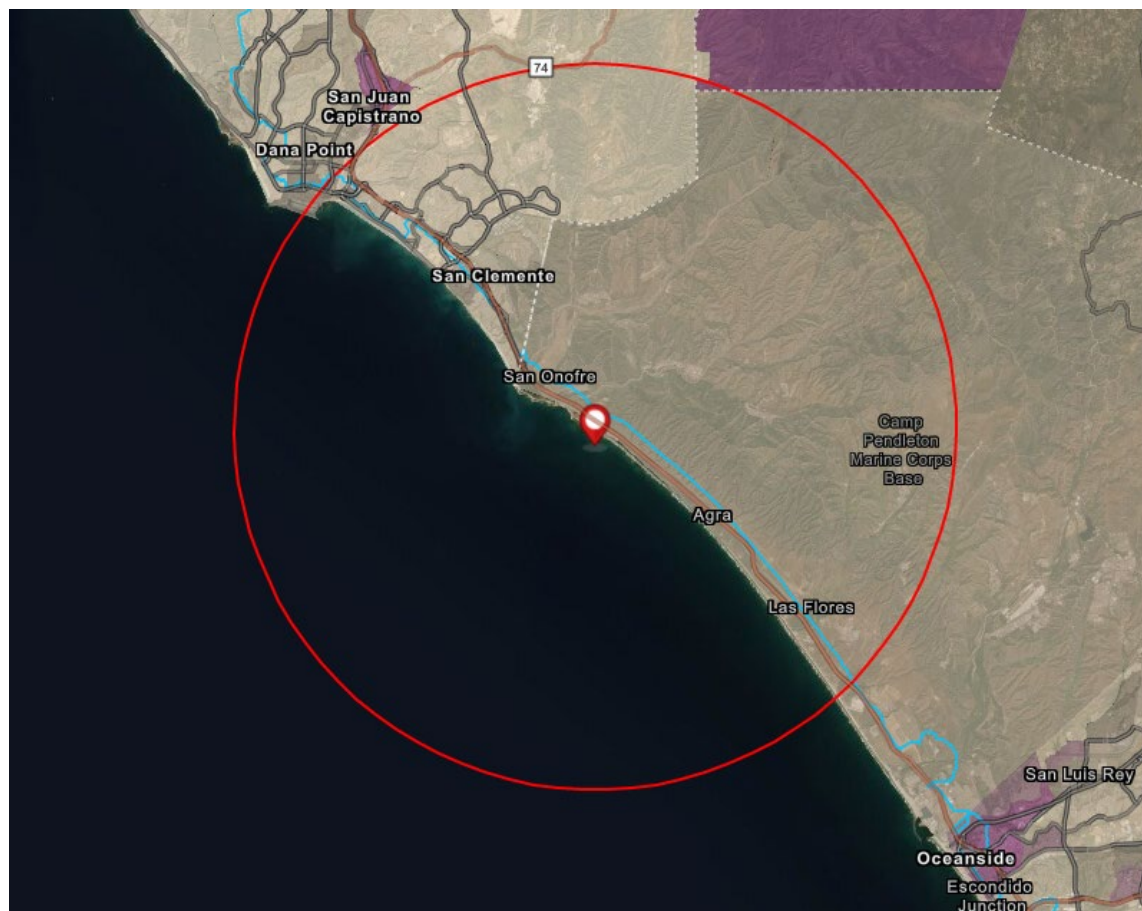 74
San Juan
Capistrano
Dana Point
San Clemente
San Onofre
Camp
Pendleton
Marine Corps
Base
Agra
Las Flores
San Luis Rey
Oceanside
Escondido
Junction